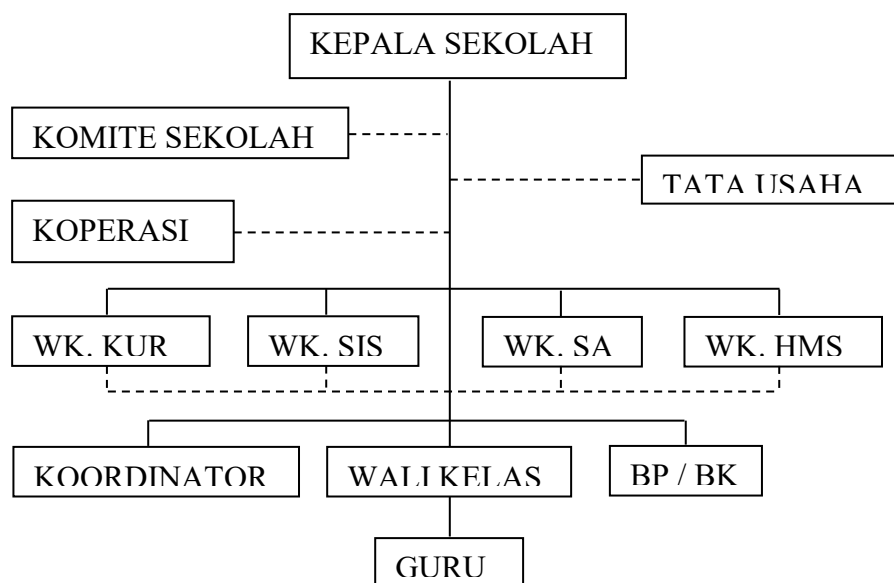 KEPALA SEKOLAH
KOMITE SEKOLAH
TATA USAHA
KOPERASI
WK. KUR
WK. SIS
WK. SA
WK. HMS
KOORDINATOR
WALI KELAS
BP / BK
GURU